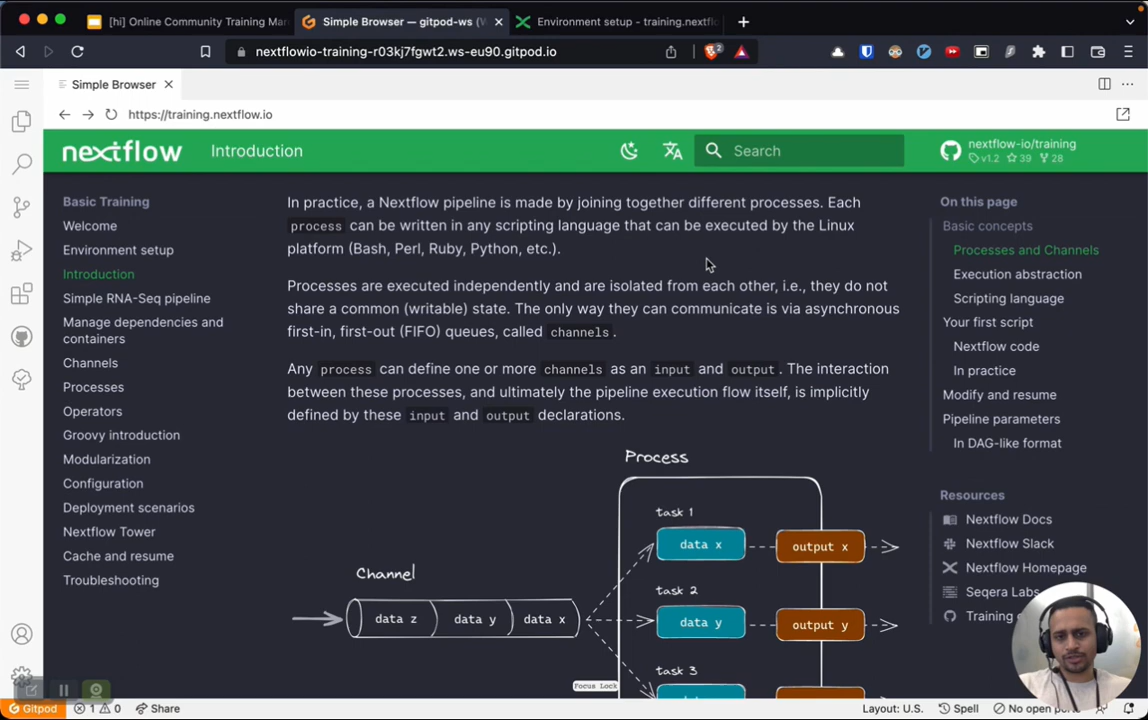 [hi] Online Community Training Mar
Simple Browser — gitpod-ws (W
Environment setup - training.nextflo
nextflowio-training-r03kj7fgwt2.ws-eu90.gitpod.io
2
Simple Browser
https://training.nextflow.io
nextflow
Introduction
Search
nextflow-io/training
v1.2 39 28
Basic Training
Welcome
Environment setup
Introduction
Simple RNA-Seq pipeline
Manage dependencies and
containers
Channels
Processes
Operators
Groovy introduction
Modularization
Configuration
Deployment scenarios
Nextflow Tower
Cache and resume
Troubleshooting
In practice, a Nextflow pipeline is made by joining together different processes. Each
process can be written in any scripting language that can be executed by the Linux
platform (Bash, Perl, Ruby, Python, etc.).
Processes are executed independently and are isolated from each other, i.e., they do not
share a common (writable) state. The only way they can communicate is via asynchronous
first-in, first-out (FIFO) queues, called channels.
Any process can define one or more channels as an input and output. The interaction
between these processes, and ultimately the pipeline execution flow itself, is implicitly
defined by these input and output declarations.
Process
task 1
data x
output x
Channel
data z
data y
data x
task 2
data y
output y
task 3
Focus Lock
On this page
Basic concepts
Processes and Channels
Execution abstraction
Scripting language
Your first script
Nextflow code
In practice
Modify and resume
Pipeline parameters
In DAG-like format
Resources
Nextflow Docs
Nextflow Slack
Nextflow Homepage
Seqera Labs
Training
Gitpod
1 0
Share
Layout: U.S.
Spell
No open